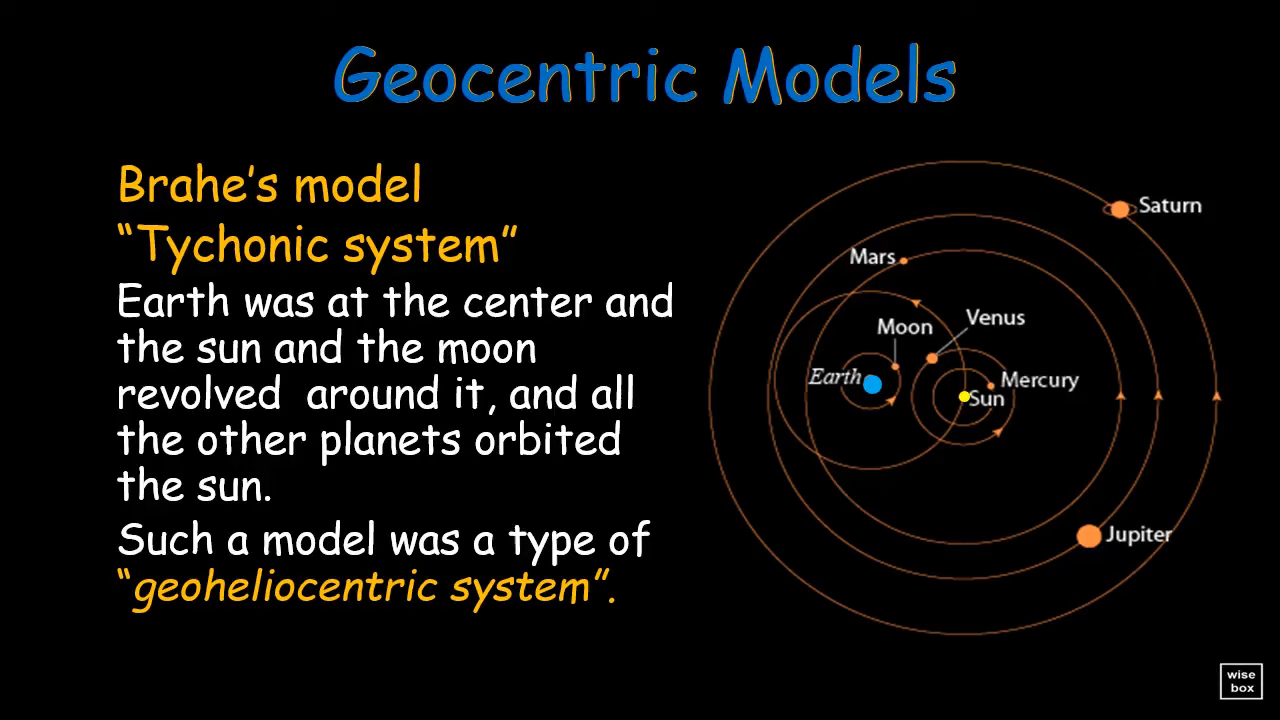 Geocentric Models
Brahe's model
“Tychonic system”
Earth was at the center and
the sun and the moon
revolved  around it, and all
the other planets orbited
the sun.
Such a model was a type of
“geoheliocentric system”.
Saturn
Mars
Venus
Moon
Earth
Mercury
Sun
Jupiter
wise
box